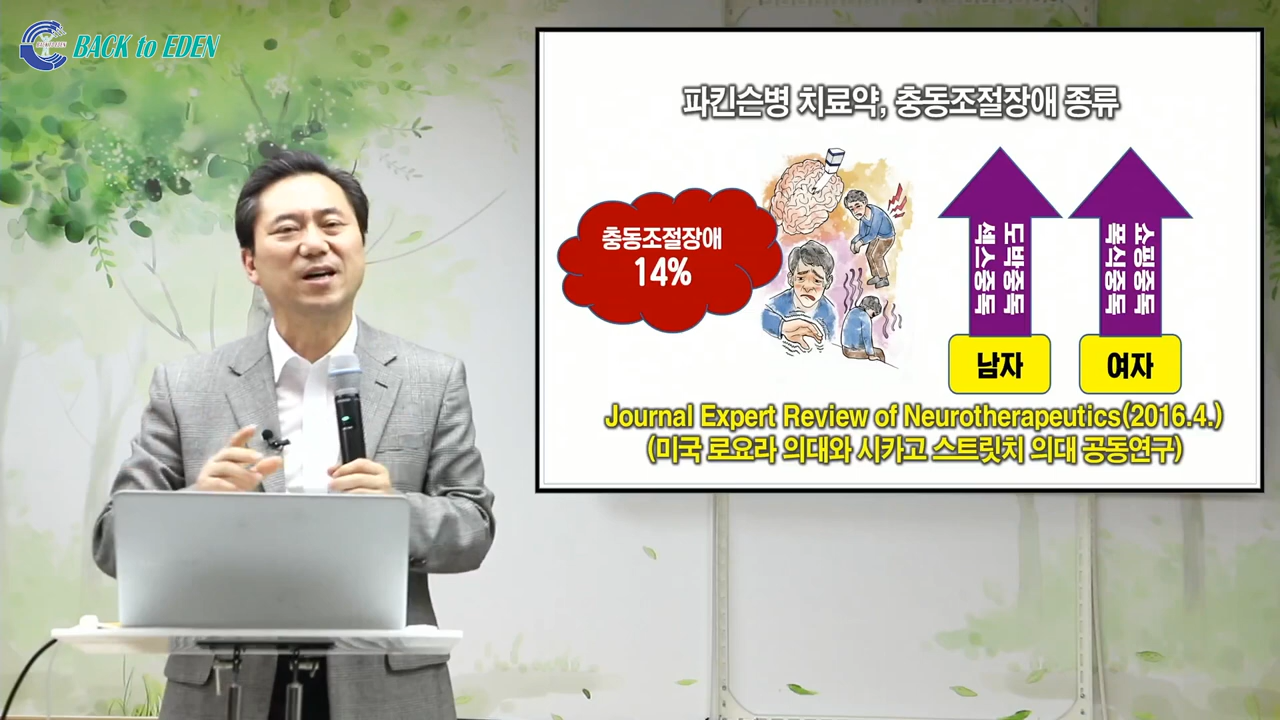 BACK to EDEN
파킨슨병 치료약, 충동조절장애 종류
충동조절장애
14%
도박중독
섹스중독
쇼핑중독
폭식중독
남자
여자
Journal Expert Review of Neurotherapeutics(2016.4.)
(미국 로요라 의대와 시카고 스트릿치 의대 공동연구)